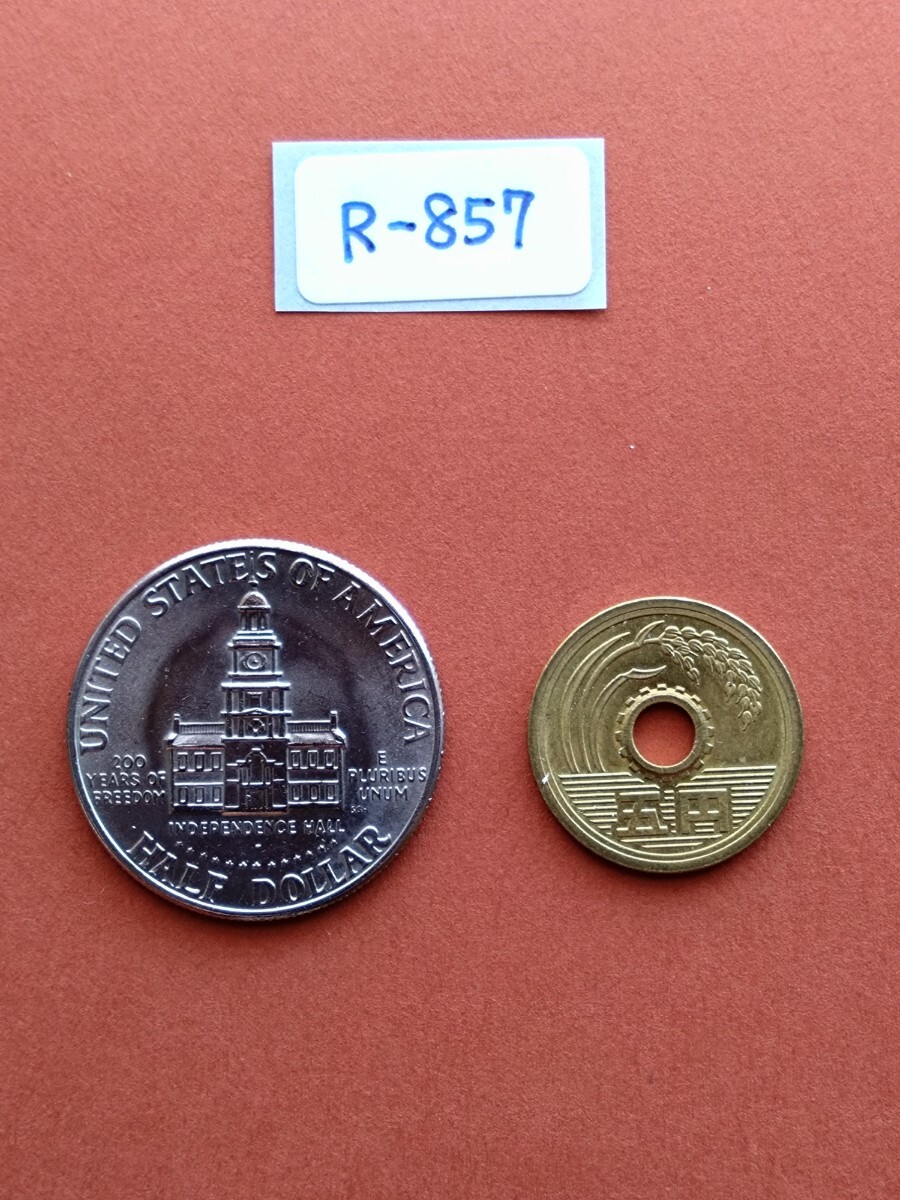 R-857
UNITED STATES OF AMERICA
200
YEARS OF
FREEDOM
E
PLURIBUS
UNUM
INDEPENDENCE HALL
HALF DOLLAR
五円